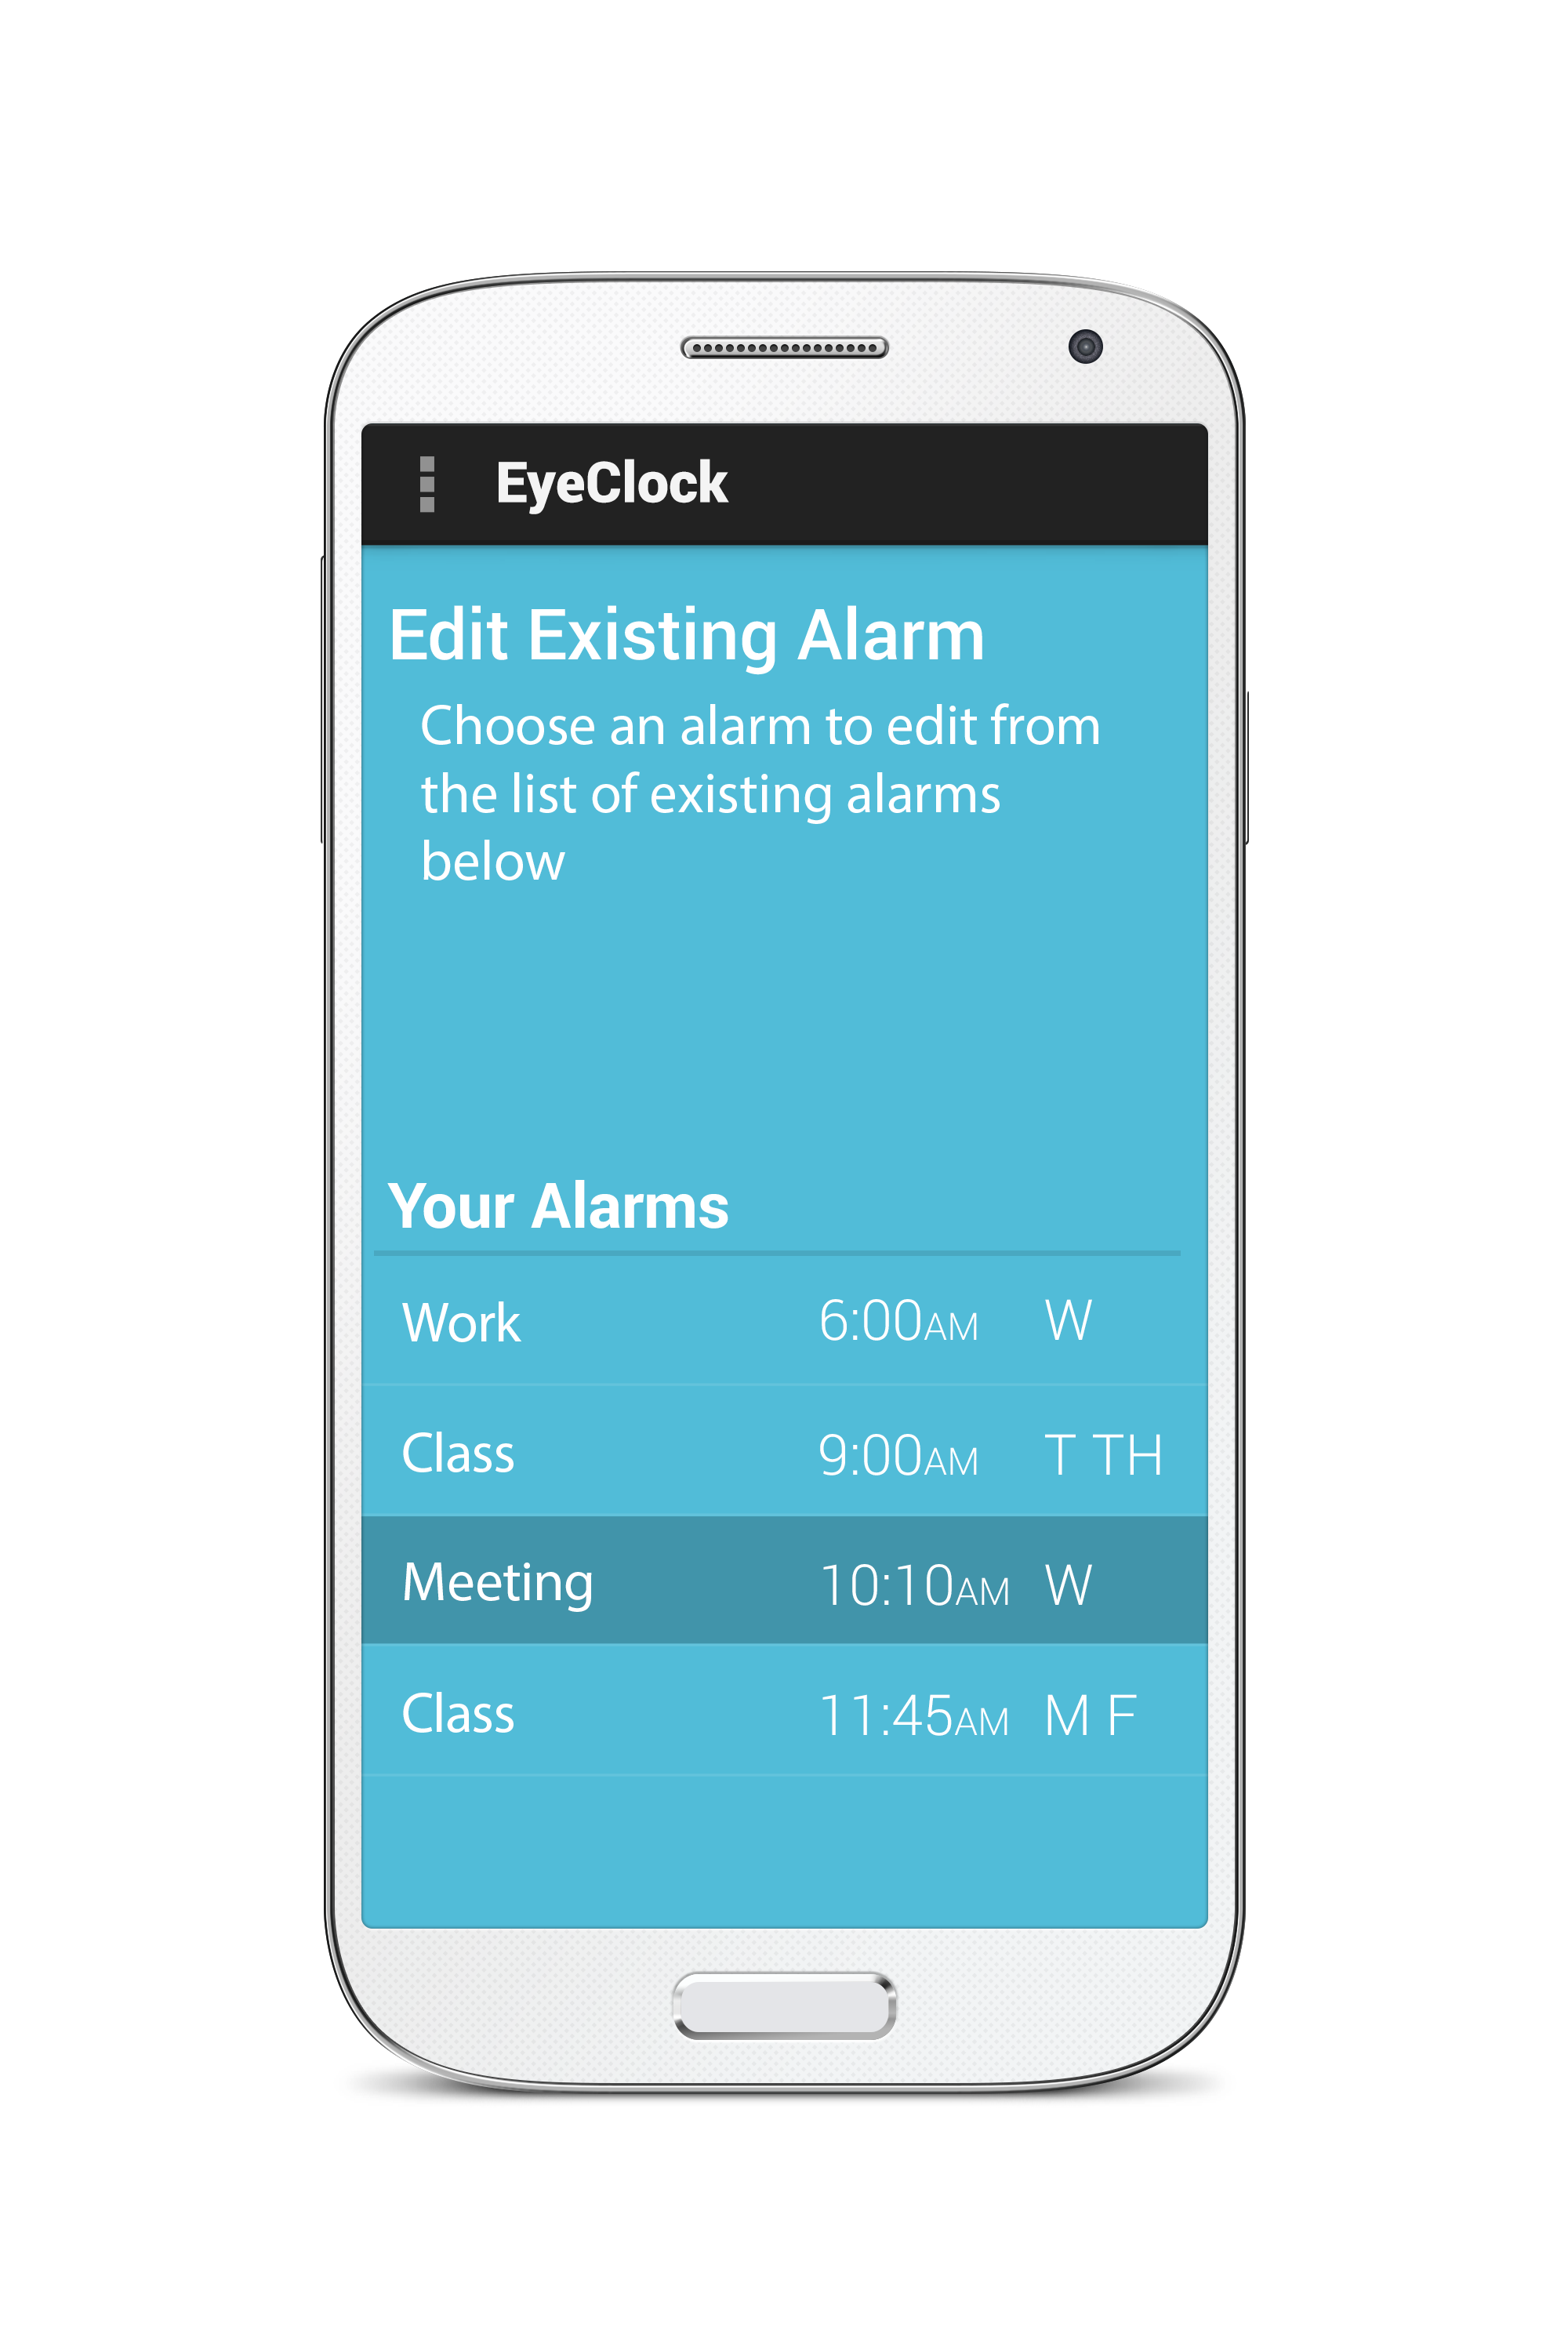 EyeClock
Edit Existing Alarm
Choose an alarm to edit from
the list of existing alarms
below
Your Alarms
Work 6:00AM W
Class 9:00AM T TH
Meeting 10:10AM W
Class 11:45AM M F